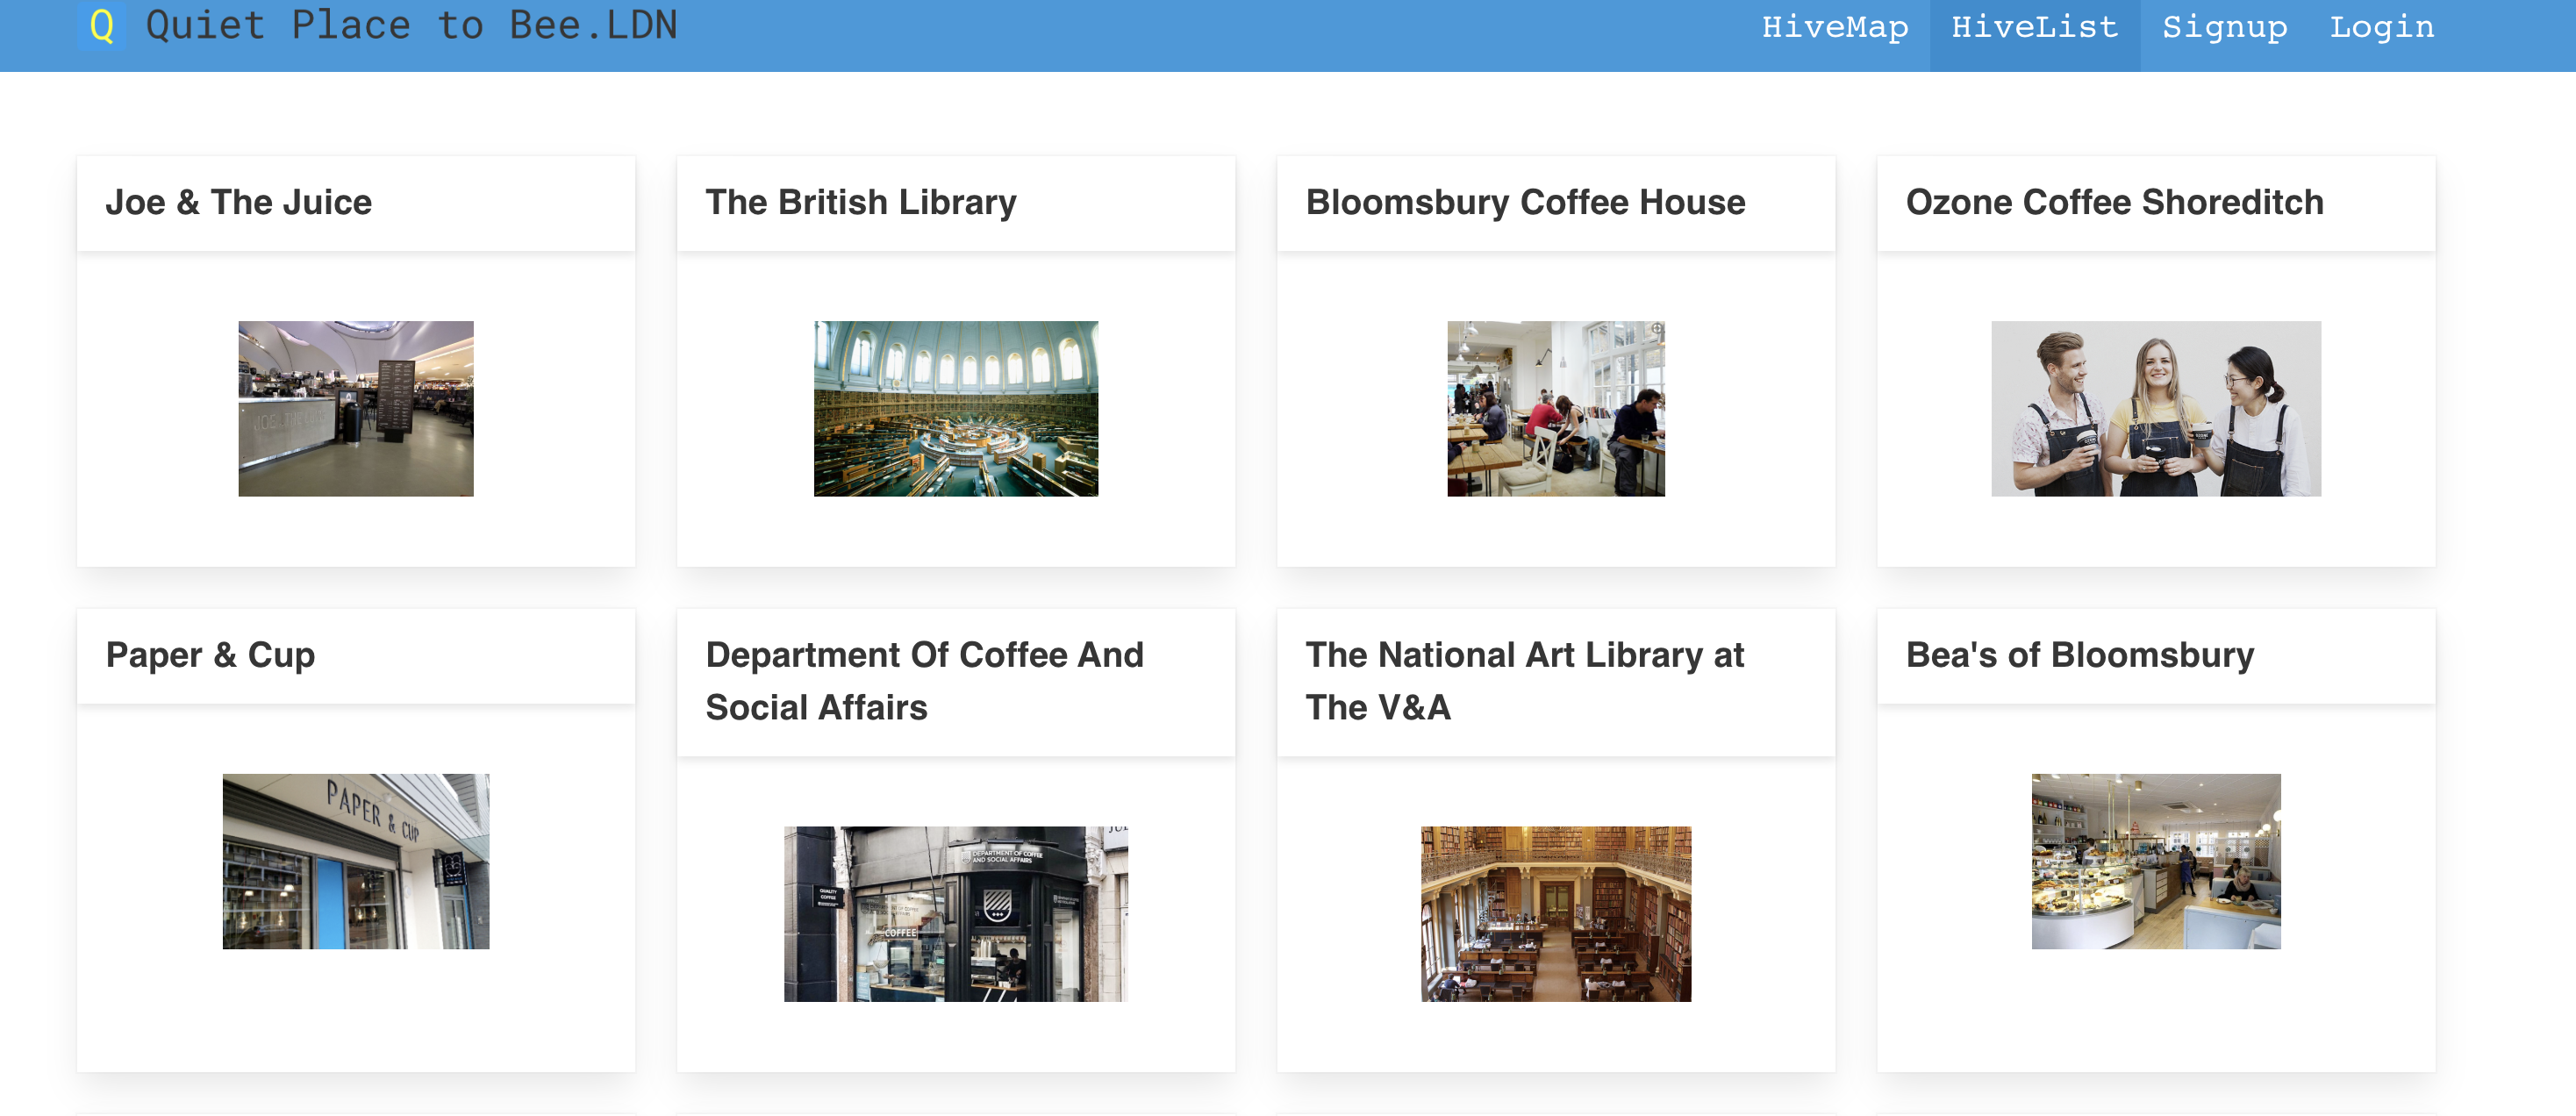 Q Quiet Place to Bee.LDN HiveMap HiveList Signup Login
Joe & The Juice
The British Library
Bloomsbury Coffee House
Ozone Coffee Shoreditch
Paper & Cup
Department Of Coffee And
Social Affairs
The National Art Library at
The V&A
Bea's of Bloomsbury
PAPER & CUP
DEPARTMENT OF COFFEE
AND SOCIAL AFFAIRS
QUALITY
COFFEE
COFFEE